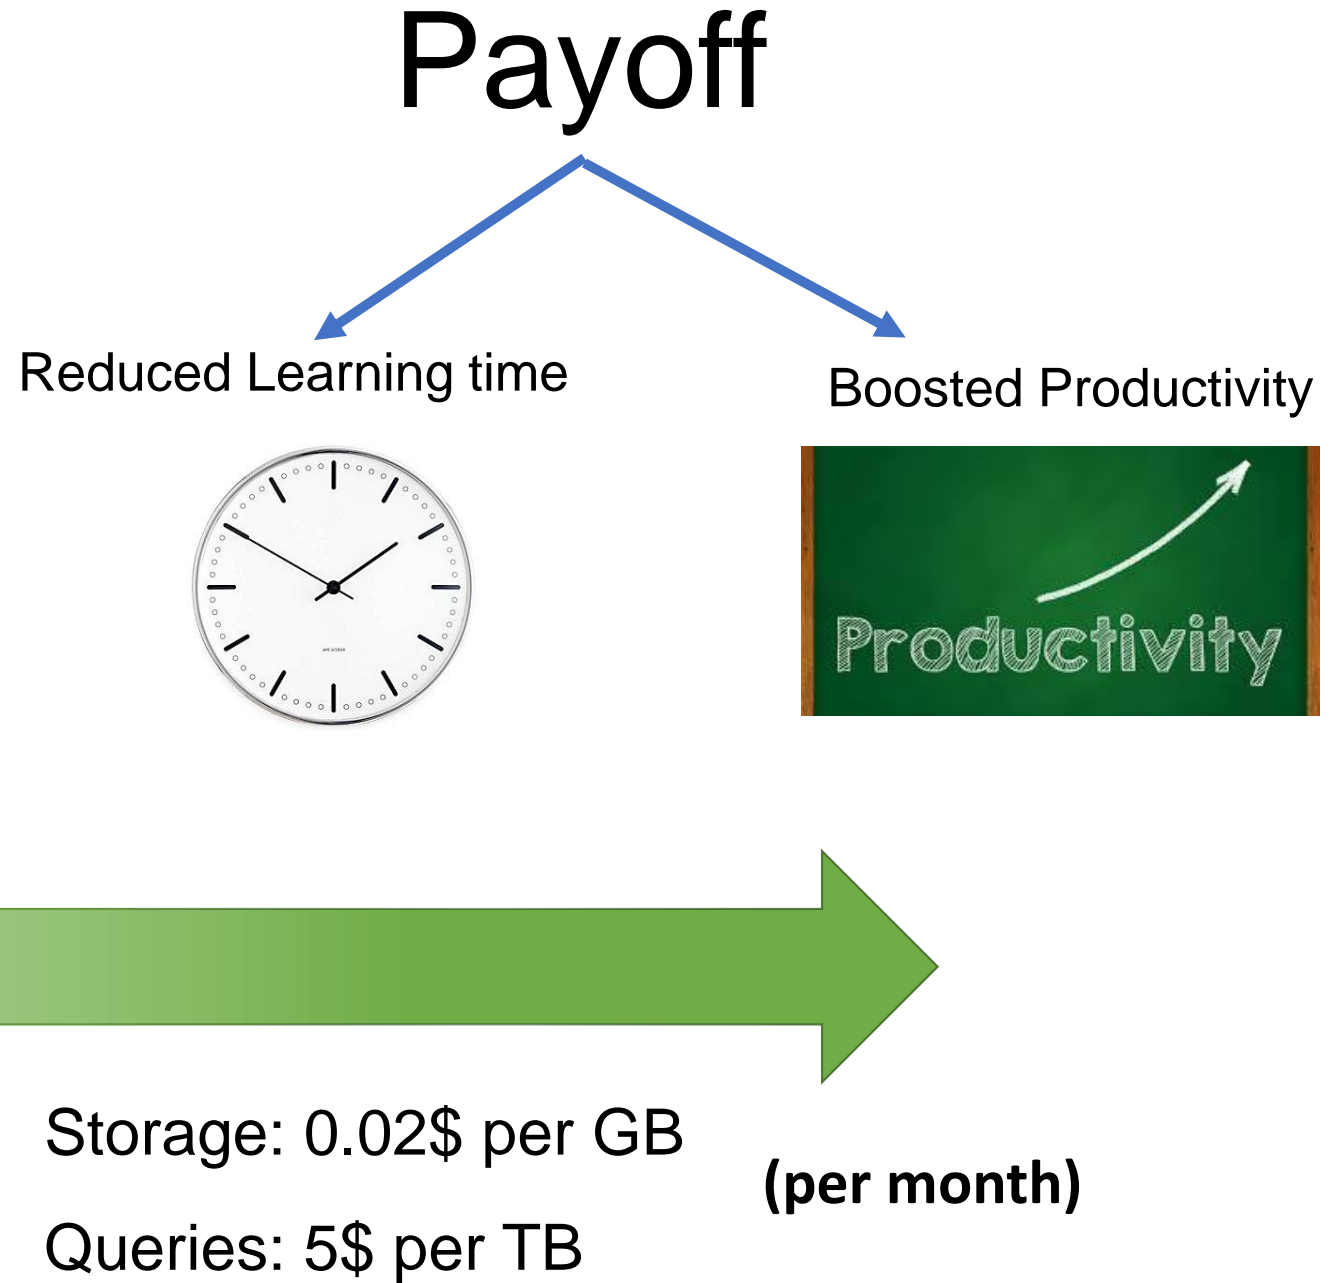 Payoff
Reduced Learning time
Boosted Productivity
Productivity
Storage: 0.02$ per GB
(per month)
Queries: 5$ per TB